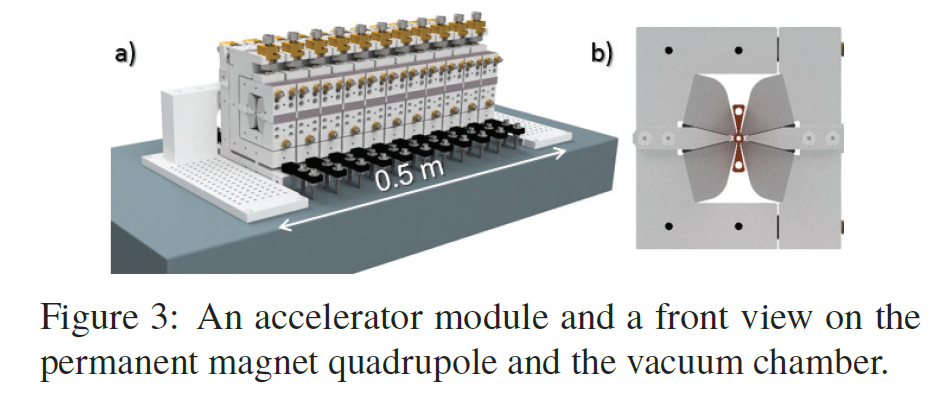 a)
b)
0.5 m
Figure 3: An accelerator module and a front view on the
permanent magnet quadrupole and the vacuum chamber.